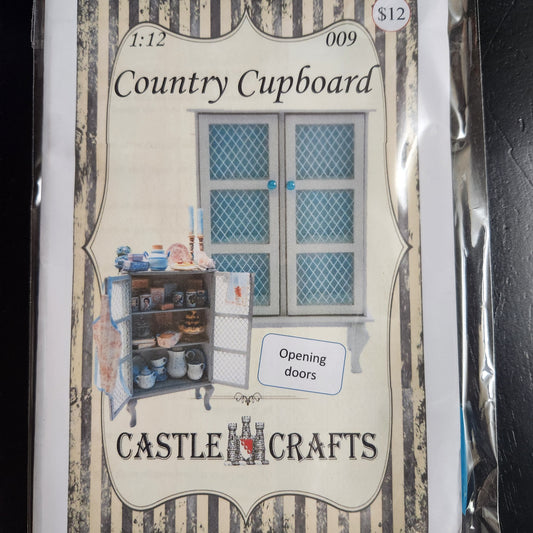 $12
1:12 009
Country Cupboard
Opening
doors
CASTLE CRAFTS